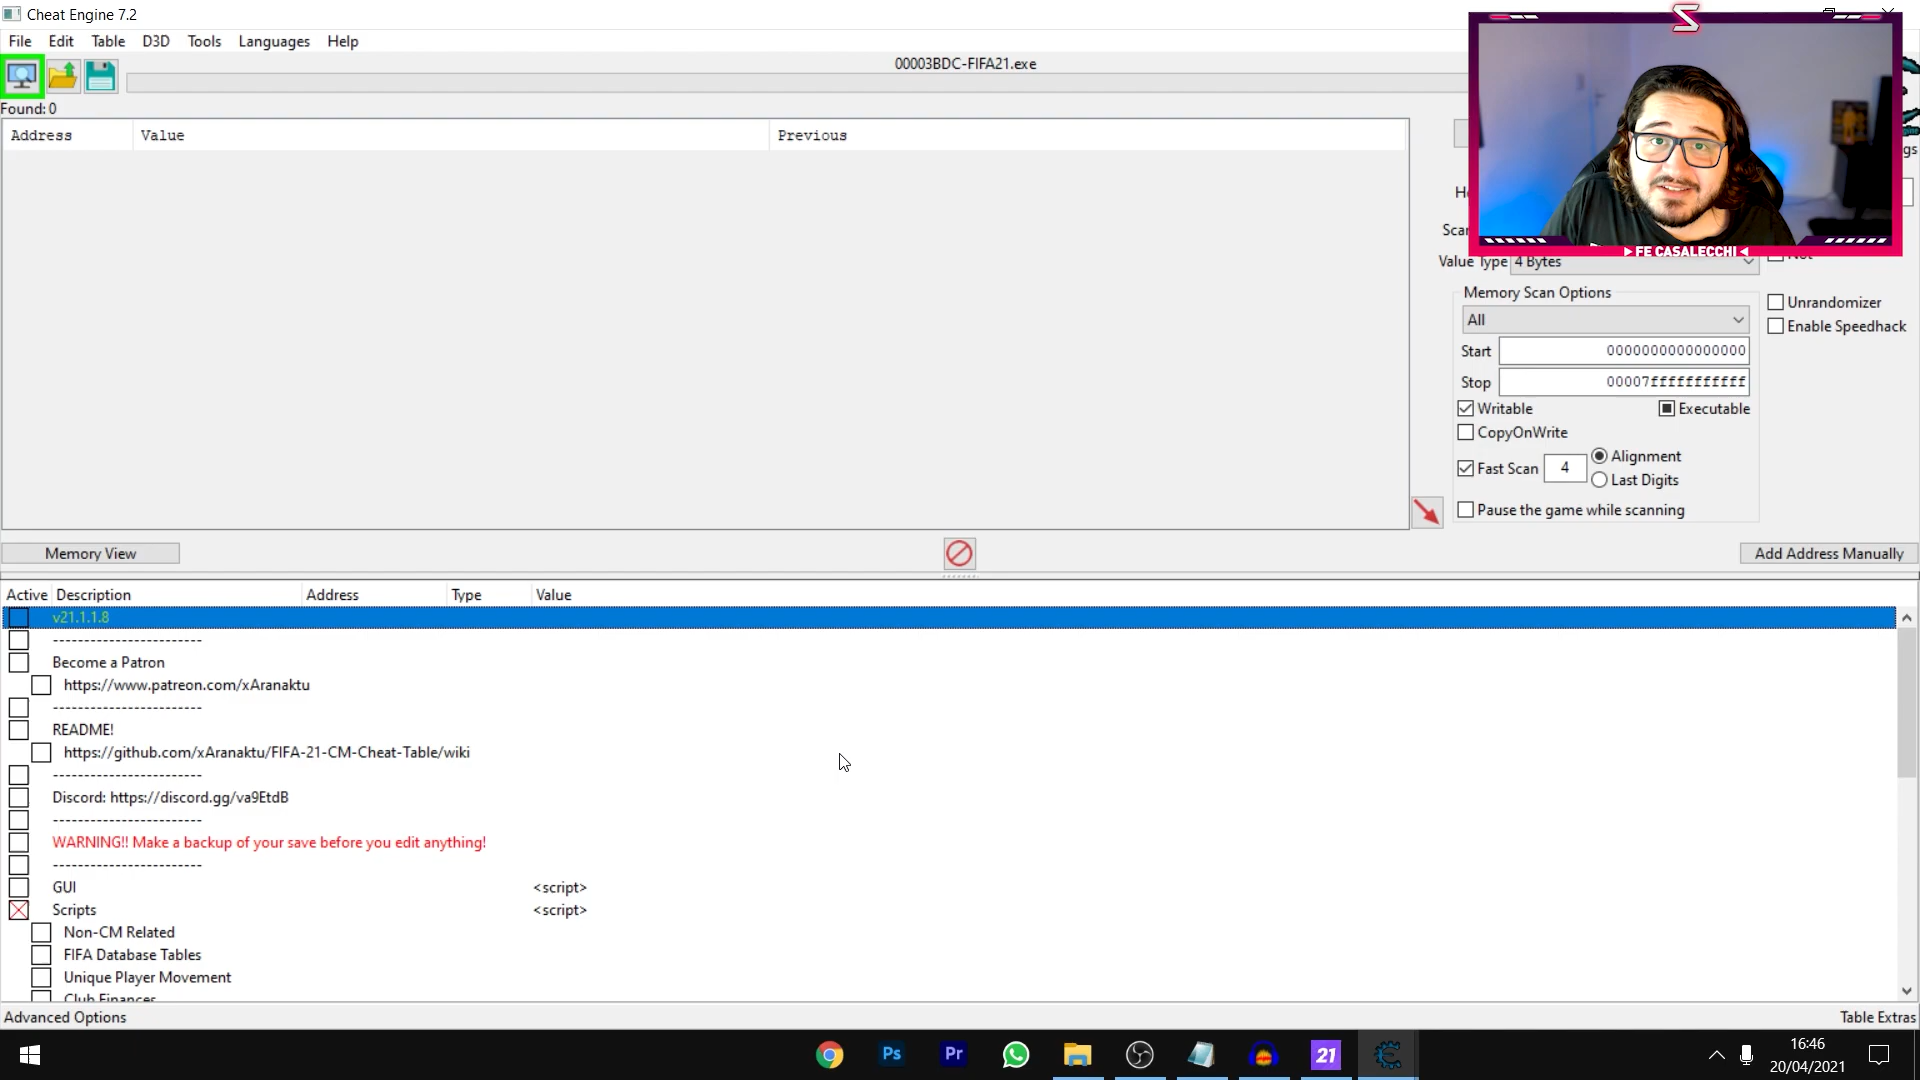 Cheat Engine 7.2
File Edit Table D3D Tools Languages Help
00003BDC-FIFA21.exe
Found: 0
Address Value Previous
FE CASALECCHI
Value Type 4 Bytes
Memory Scan Options
All
Unrandomizer
Enable Speedhack
Start 0000000000000000
Stop 00007fffffffffff
Writable Executable
CopyOnWrite
Fast Scan 4 Alignment
Last Digits
Pause the game while scanning
Memory View Add Address Manually
Active Description Address Type Value
v21.1.1.8
------------------------
Become a Patron
https://www.patreon.com/xAranaktu
------------------------
README!
https://github.com/xAranaktu/FIFA-21-CM-Cheat-Table/wiki
------------------------
Discord: https://discord.gg/va9EtdB
------------------------
WARNING!! Make a backup of your save before you edit anything!
------------------------
GUI <script>
Scripts <script>
Non-CM Related
FIFA Database Tables
Unique Player Movement
Club Finances
Advanced Options Table Extras
Ps Pr 21
16:46
20/04/2021